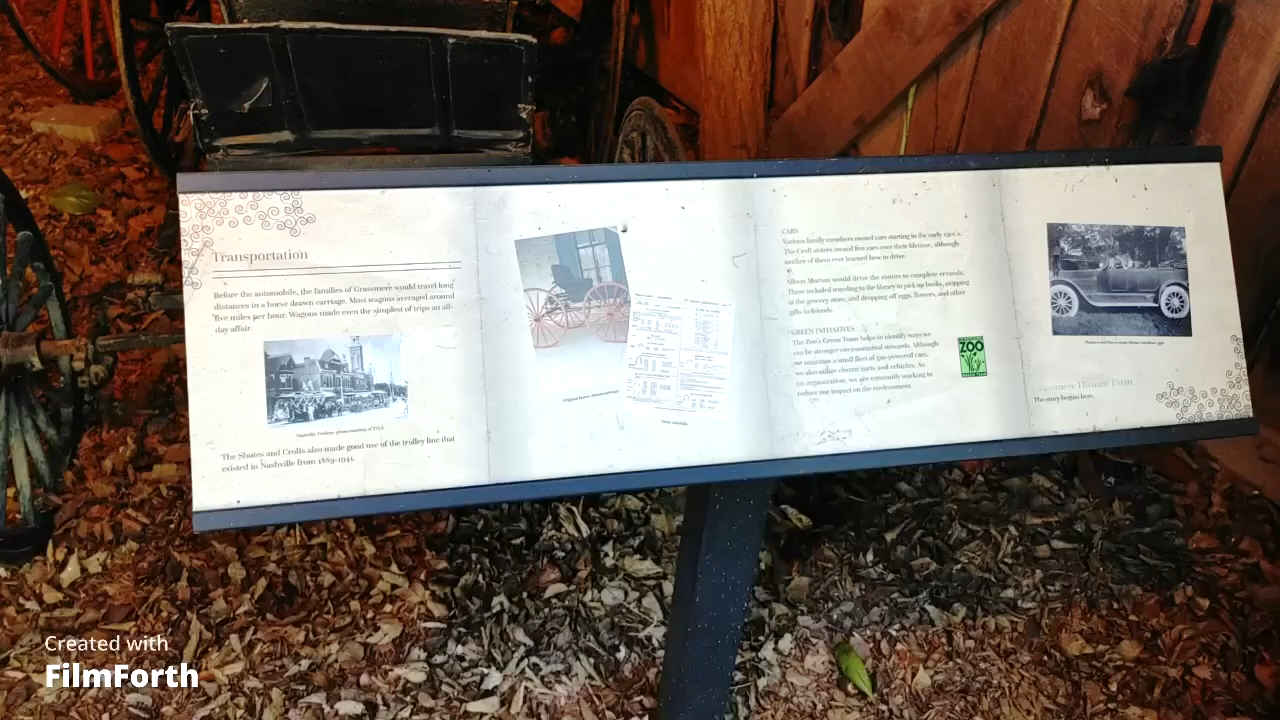 Transportation
Before the automobile, the families of Grassmere would travel long
distances in a horse drawn carriage. Most wagons averaged around
five miles per hour. Wagons made even the simplest of trips an all-
day affair.
Nashville Trolleys; photo courtesy of TSLA
The Shutes and Crofts also made good use of the trolley line that
existed in Nashville from 1889-1941.
CARS
Various family members owned cars starting in the early 1910's.
The Croft sisters owned five cars over their lifetime, although
neither of them ever learned how to drive.
Albert Morton would drive the sisters to complete errands.
These included traveling to the library to pick up books, stopping
at the grocery store, and dropping off eggs, flowers, and other
gifts to friends.
GREEN INITIATIVES
The Zoo's Green Team helps to identify ways we
can be stronger environmental stewards. Although
we maintain a small fleet of gas-powered cars,
we also utilize electric carts and vehicles. As
an organization, we are constantly working to
reduce our impact on the environment.
ZOO
Grassmere Historic Farm
The story begins here.
Created with
FilmForth